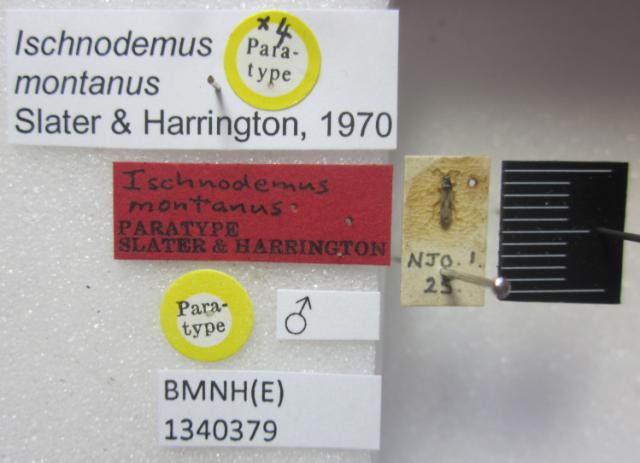 Ischnodemus
montanus
Slater & Harrington, 1970
x4
Para-
type
Ischnodemus
montanus
PARATYPE
SLATER & HARRINGTON
NJO. 1.
25
Para-
type
♂
BMNH(E)
1340379